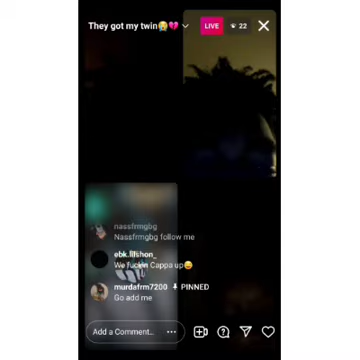 They got my twin😭💔
LIVE
22
nassfrmgbg
Nassfrmgbg follow me
ebk.lilshon_
We fuckin Cappa up😅
murdafrm7200 PINNED
Go add me
Add a Comment...